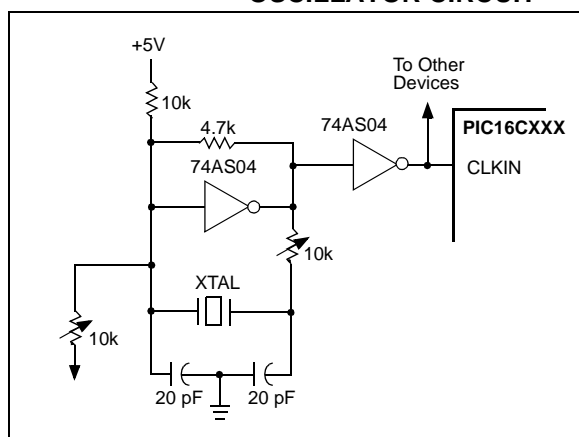 OSCILLATOR CIRCUIT
+5V
To Other
Devices
10k
4.7k
74AS04
PIC16CXXX
74AS04
CLKIN
10k
XTAL
10k
20 pF
20 pF